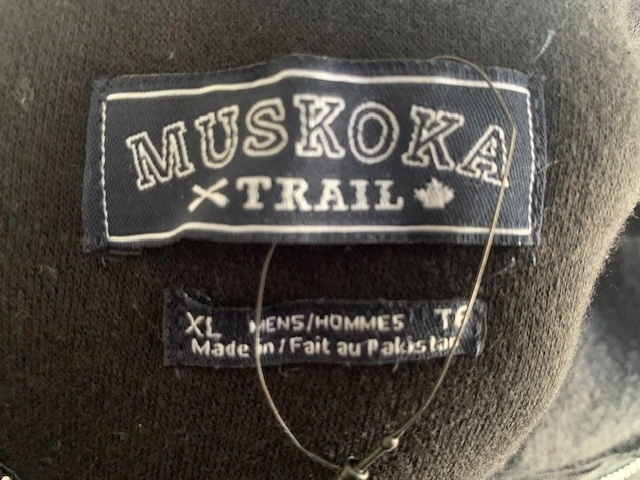 MUSKOKA
TRAIL
XL MENS/HOMMES TG
Made in / Fait au Pakistan